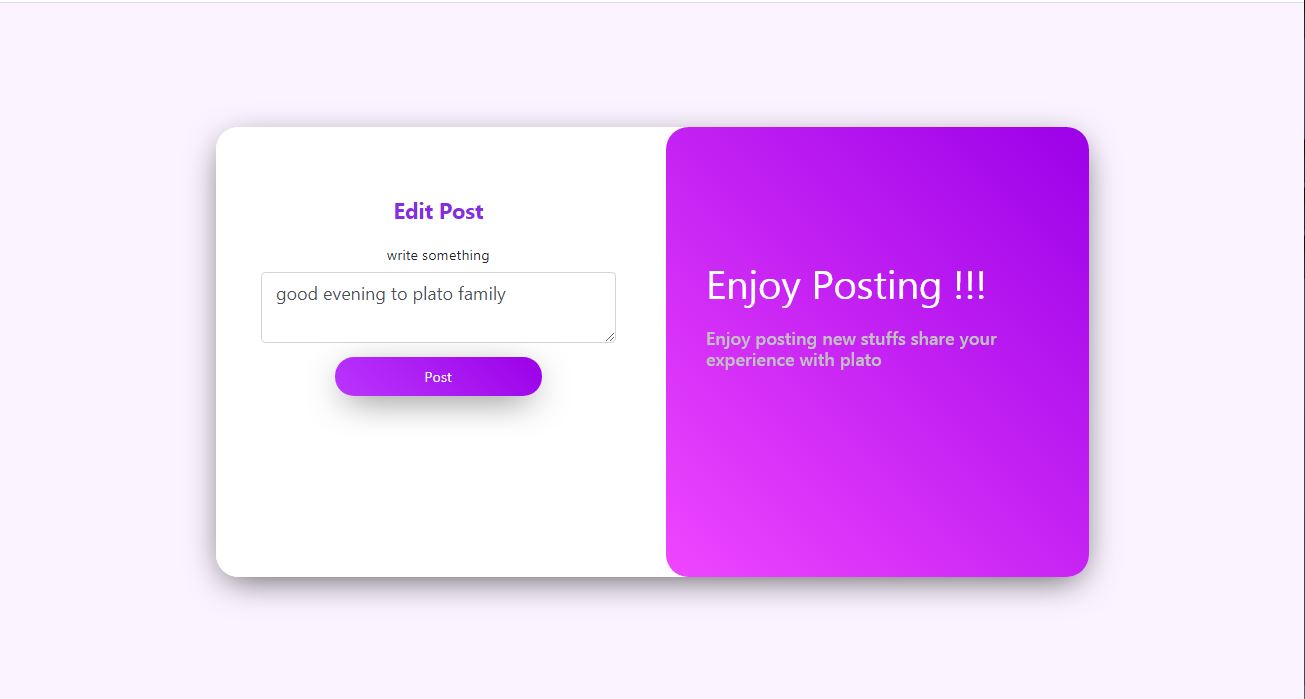 Edit Post
write something
good evening to plato family
Post
Enjoy Posting !!!
Enjoy posting new stuffs share your
experience with plato